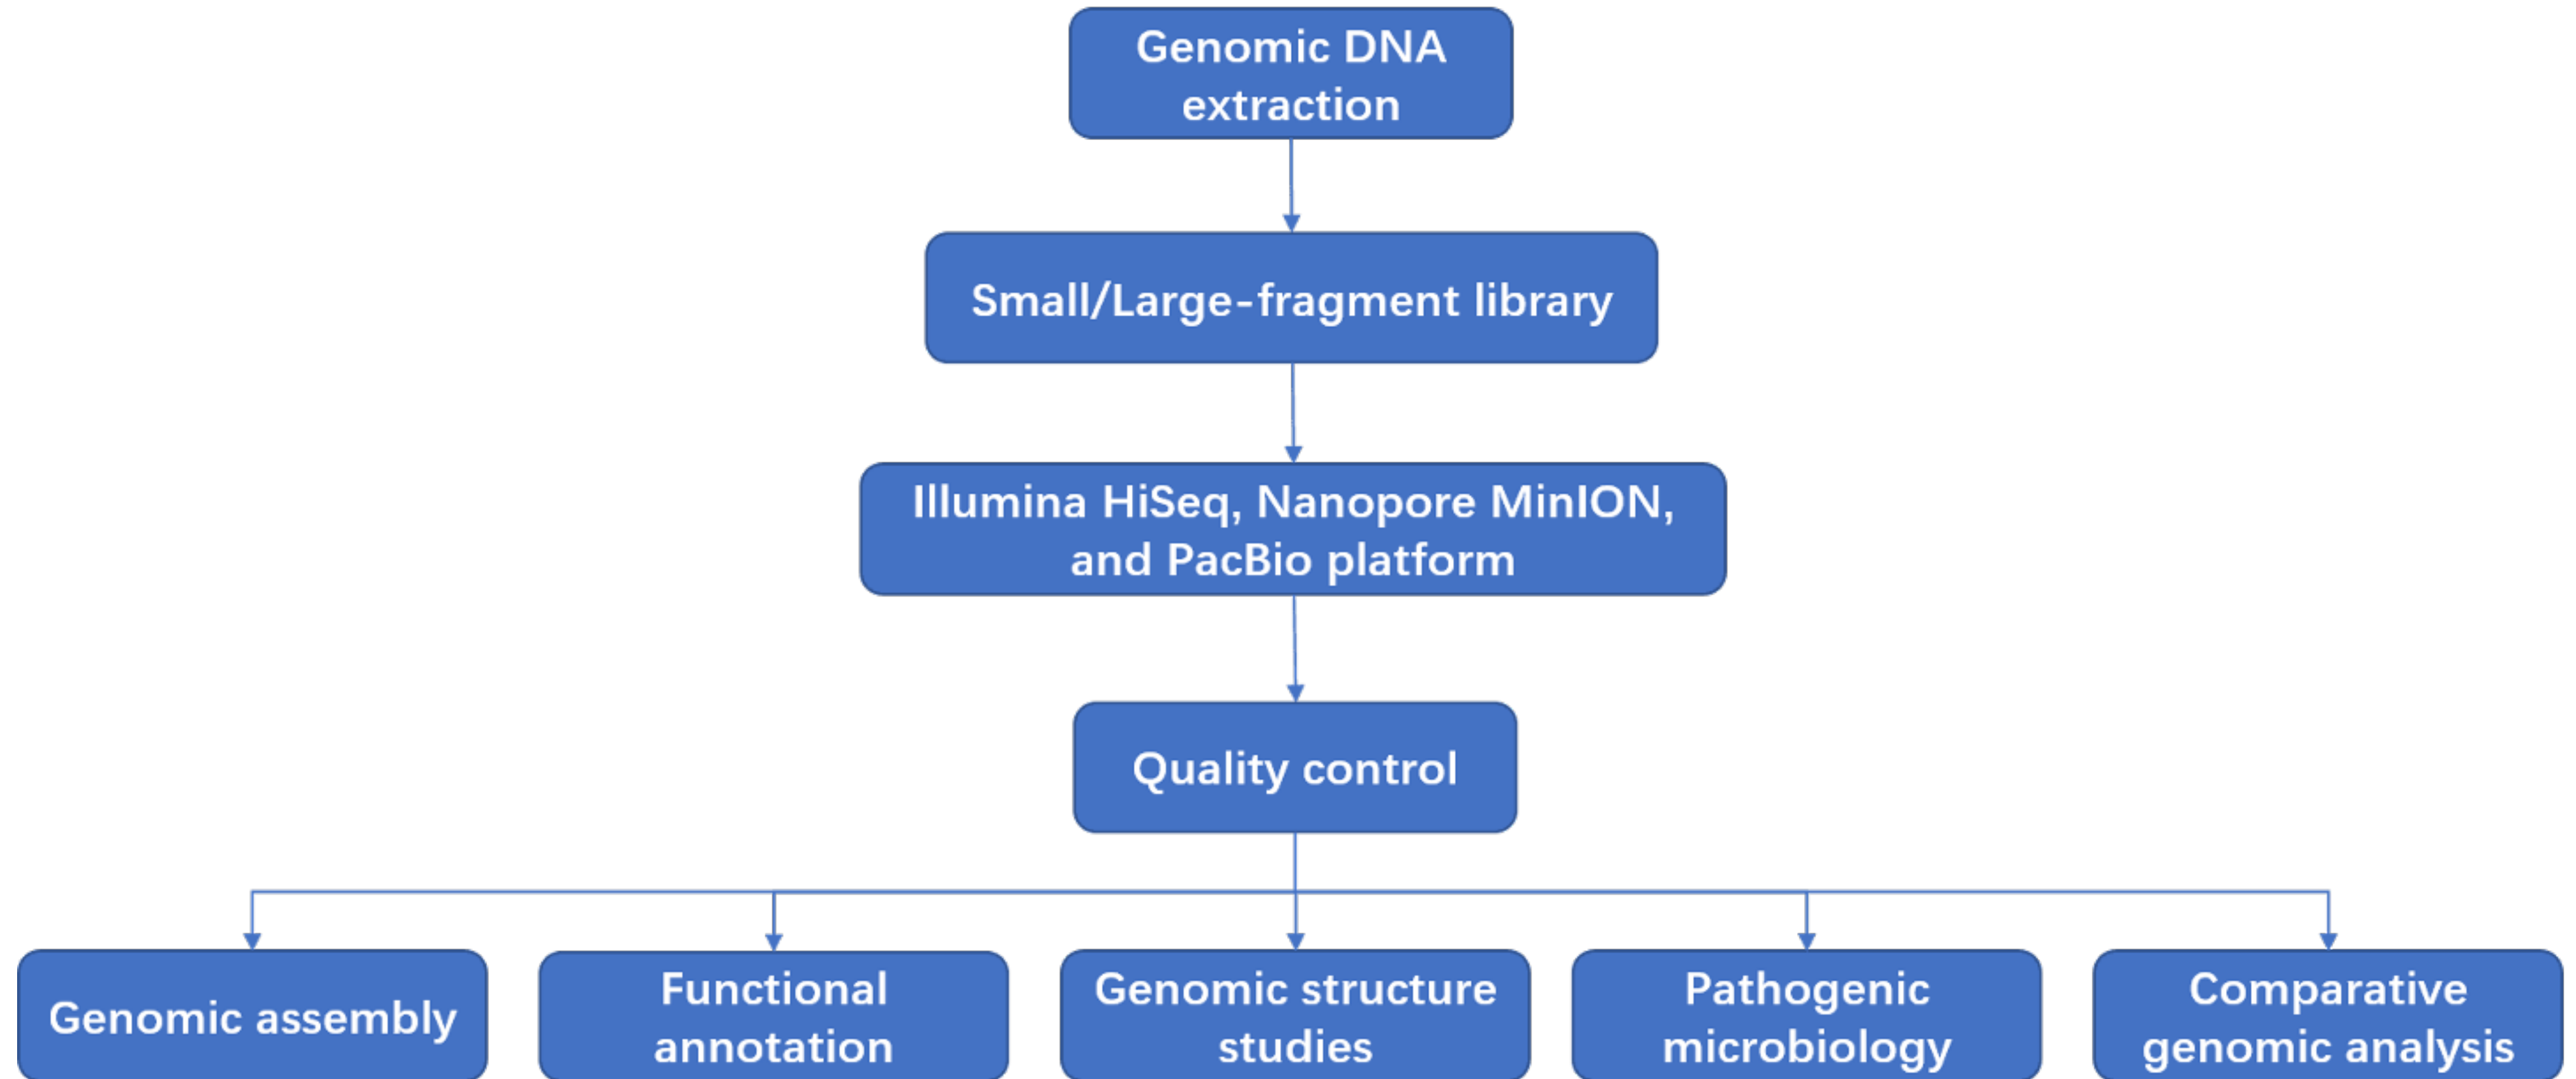 Genomic DNA
extraction
Small/Large-fragment library
Illumina HiSeq, Nanopore MinION,
and PacBio platform
Quality control
Genomic assembly
Functional
annotation
Genomic structure
studies
Pathogenic
microbiology
Comparative
genomic analysis